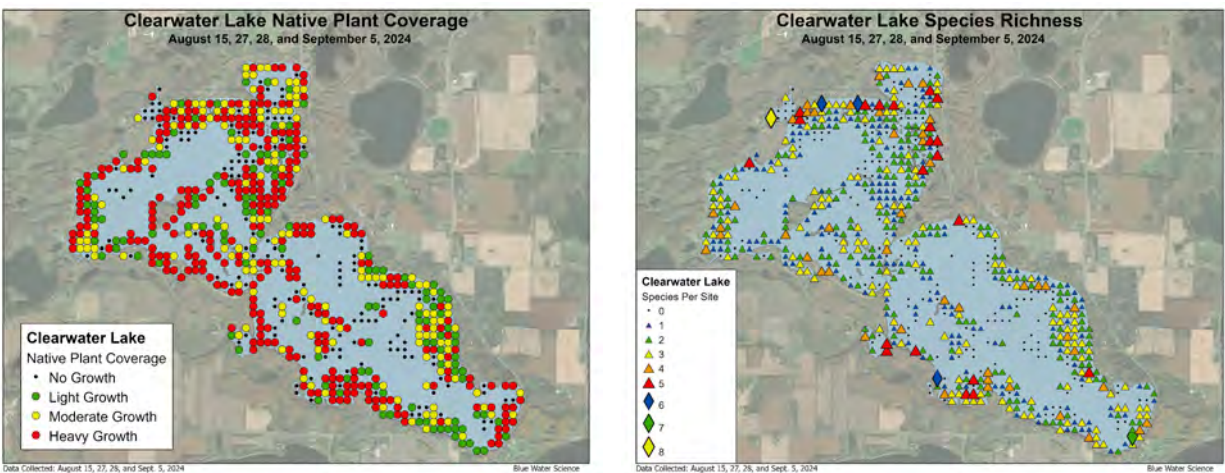 Clearwater Lake Native Plant Coverage
August 15, 27, 28, and September 5, 2024
Clearwater Lake
Native Plant Coverage
No Growth
Light Growth
Moderate Growth
Heavy Growth
Data Collected: August 15, 27, 28, and Sept. 5, 2024
Blue Water Science
Clearwater Lake Species Richness
August 15, 27, 28, and September 5, 2024
Clearwater Lake
Species Per Site
0
1
2
3
4
5
6
7
8
Data Collected: August 15, 27, 28, and Sept. 5, 2024
Blue Water Science